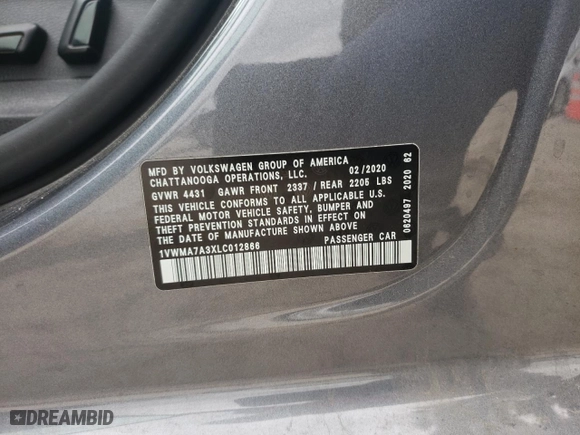 MFD BY VOLKSWAGEN GROUP OF AMERICA
CHATTANOOGA OPERATIONS, LLC. 02/2020
GVWR 4431 GAWR FRONT 2337 / REAR 2205 LBS
THIS VEHICLE CONFORMS TO ALL APPLICABLE U.S.
FEDERAL MOTOR VEHICLE SAFETY, BUMPER AND
THEFT PREVENTION STANDARDS IN EFFECT ON
THE DATE OF MANUFACTURE SHOWN ABOVE
1VWMA7A3XLC012866 PASSENGER CAR
0620497 2020 62
DREAMBID